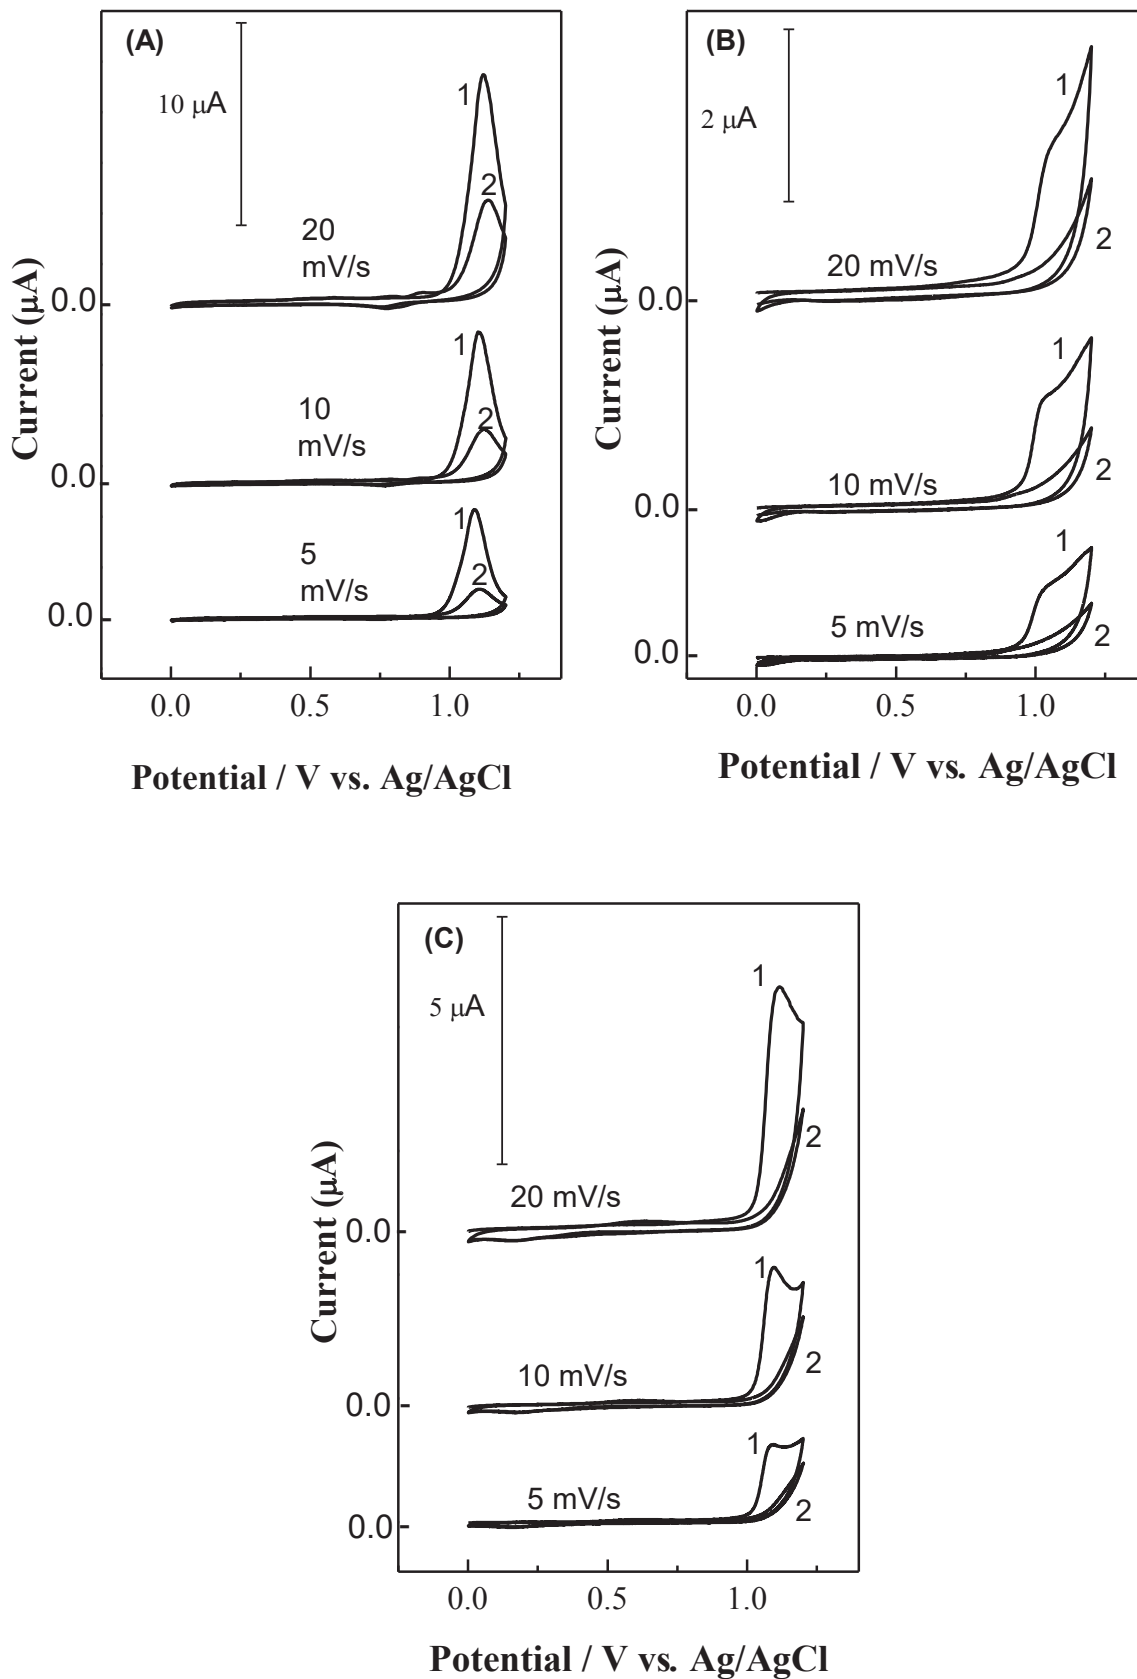 (A)
10 μA
1
2
20
mV/s
0.0
1
10
mV/s
2
0.0
1
5
mV/s
2
0.0
Current (μA)
0.0 0.5 1.0
Potential / V vs. Ag/AgCl
(B)
2 μA
1
2
20 mV/s
0.0
1
10 mV/s
2
0.0
1
5 mV/s
2
0.0
Current (μA)
0.0 0.5 1.0
Potential / V vs. Ag/AgCl
(C)
5 μA
1
2
20 mV/s
0.0
1
10 mV/s
2
0.0
1
5 mV/s
2
0.0
Current (μA)
0.0 0.5 1.0
Potential / V vs. Ag/AgCl